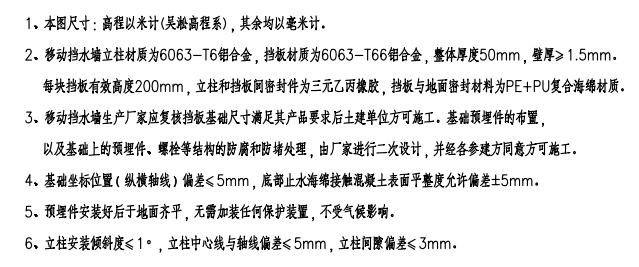 1、本图尺寸：高程以米计(吴淞高程系)，其余均以毫米计。
2、移动挡水墙立柱材质为6063-T6铝合金，挡板材质为6063-T66铝合金，整体厚度50mm，壁厚≥1.5mm。
每块挡板有效高度200mm，立柱和挡板间密封件为三元乙丙橡胶，挡板与地面密封材料为PE+PU复合海绵材质。
3、移动挡水墙生产厂家应复核挡板基础尺寸满足其产品要求后土建单位方可施工。基础预埋件的布置，
以及基础上的预埋件、螺栓等结构的防腐和防堵处理，由厂家进行二次设计，并经各参建方同意方可施工。
4、基础坐标位置(纵横轴线)偏差≤5mm，底部止水海绵接触混凝土表面平整度允许偏差±5mm。
5、预埋件安装好后于地面齐平，无需加装任何保护装置，不受气候影响。
6、立柱安装倾斜度≤1°，立柱中心线与轴线偏差≤5mm，立柱间隙偏差≤3mm。